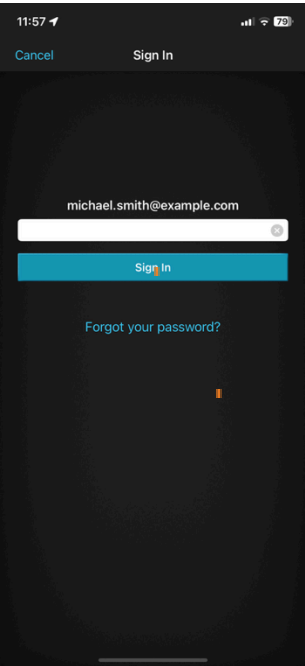 11:57 79
Cancel Sign In
michael.smith@example.com
Sign In
Forgot your password?